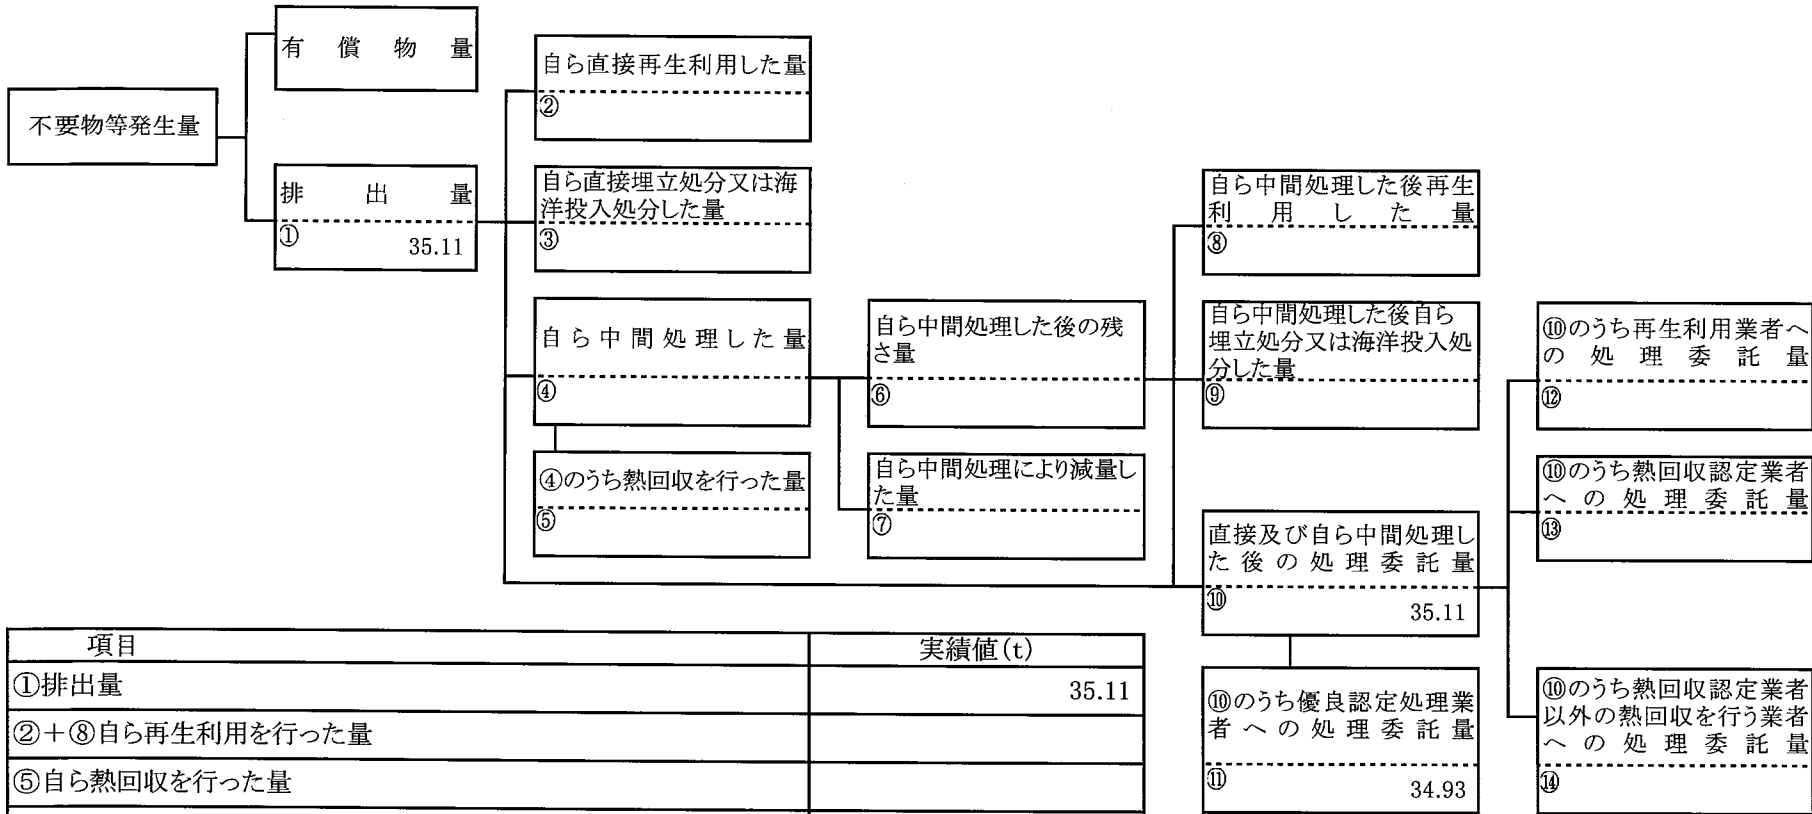 不要物等発生量
有償物量
排出量
①
35.11
自ら直接再生利用した量
②
自ら直接埋立処分又は海
洋投入処分した量
③
自ら中間処理した量
④
④のうち熱回収を行った量
⑤
自ら中間処理した後の残
さ量
⑥
自ら中間処理により減量し
た量
⑦
自ら中間処理した後再生
利用した量
⑧
自ら中間処理した後自ら
埋立処分又は海洋投入処
分した量
⑨
直接及び自ら中間処理し
た後の処理委託量
⑩
35.11
⑩のうち優良認定処理業
者への処理委託量
⑪
34.93
⑩のうち再生利用業者へ
の処理委託量
⑫
⑩のうち熱回収認定業者
への処理委託量
⑬
⑩のうち熱回収認定業者
以外の熱回収を行う業者
への処理委託量
⑭
項目 実績値(t)
①排出量 35.11
②+⑧自ら再生利用を行った量
⑤自ら熱回収を行った量